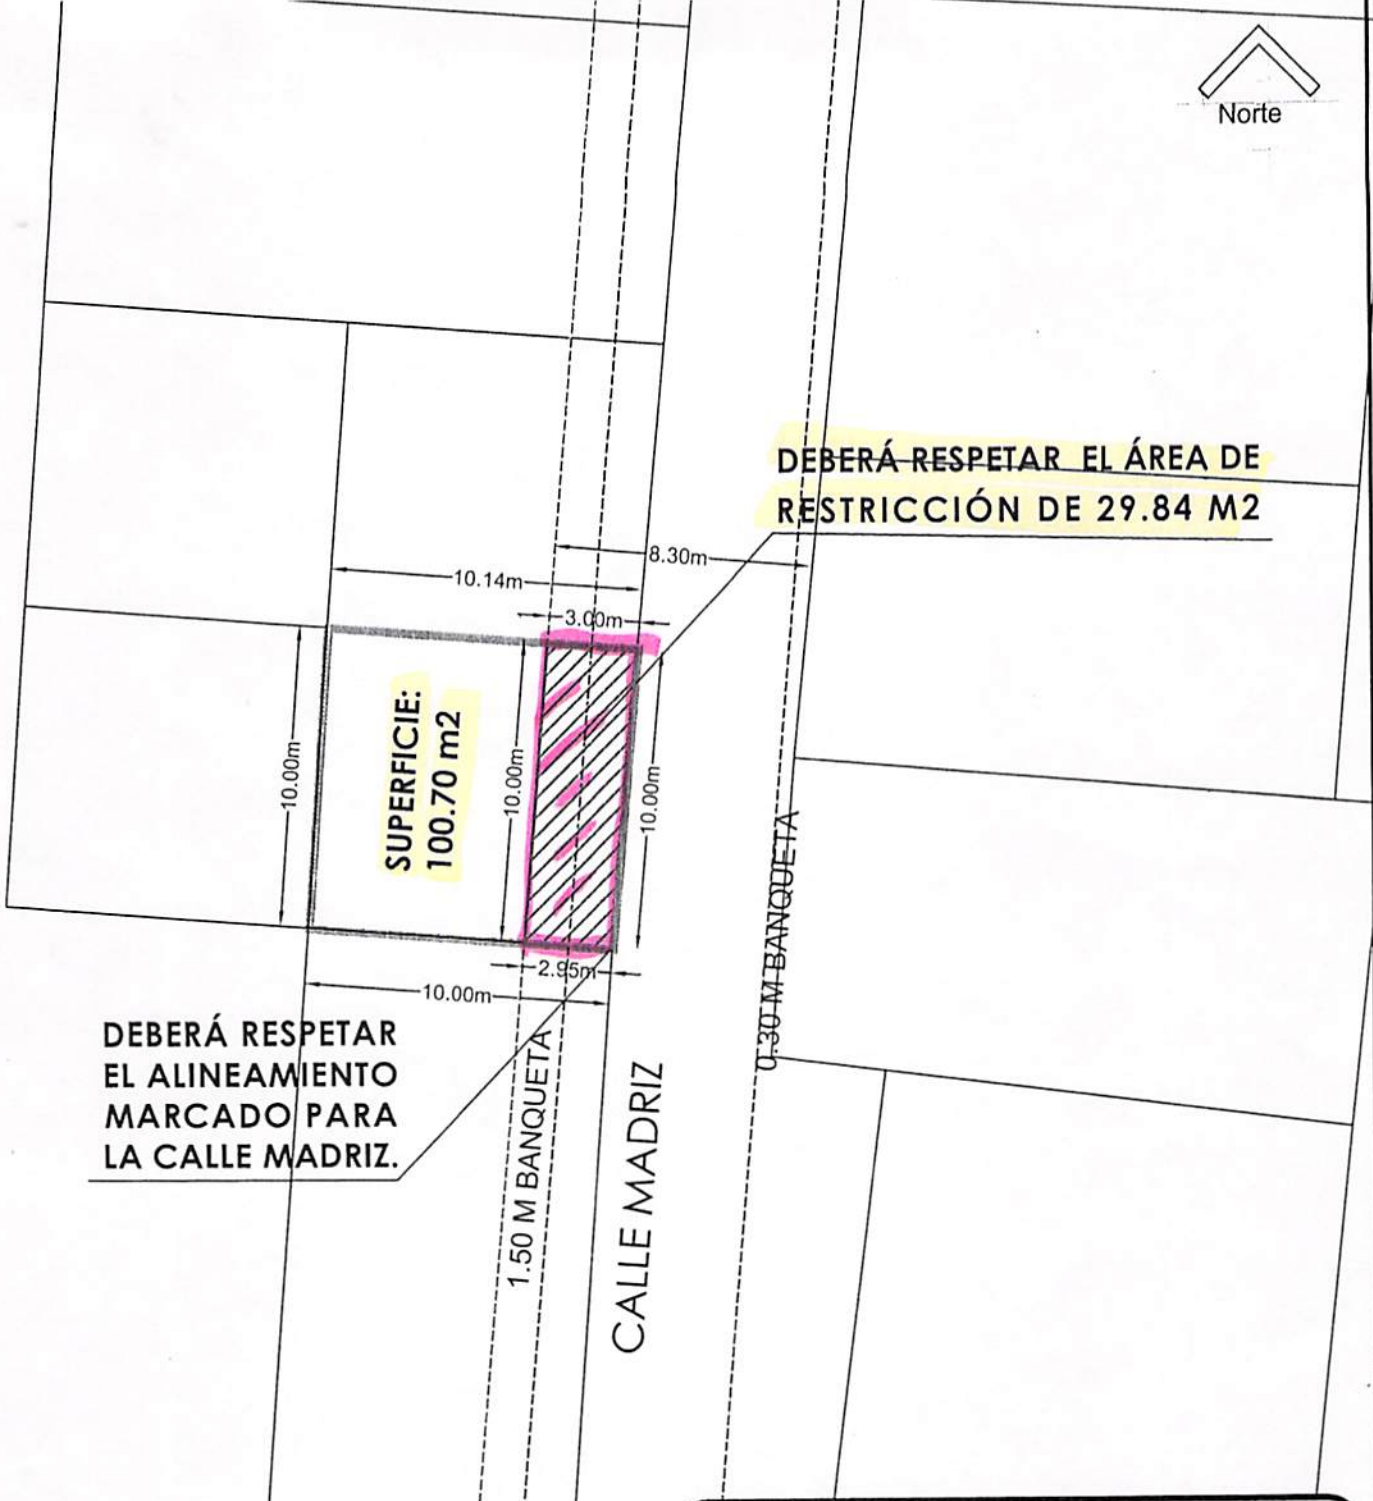 Norte
DEBERÁ RESPETAR EL ÁREA DE
RESTRICCIÓN DE 29.84 M2
8.30m
10.14m
3.00m
SUPERFICIE:
100.70 m2
10.00m
10.00m
10.00m
2.95m
10.00m
DEBERÁ RESPETAR
EL ALINEAMIENTO
MARCADO PARA
LA CALLE MADRIZ.
1.50 M BANQUETA
CALLE MADRIZ
0.30 M BANQUETA